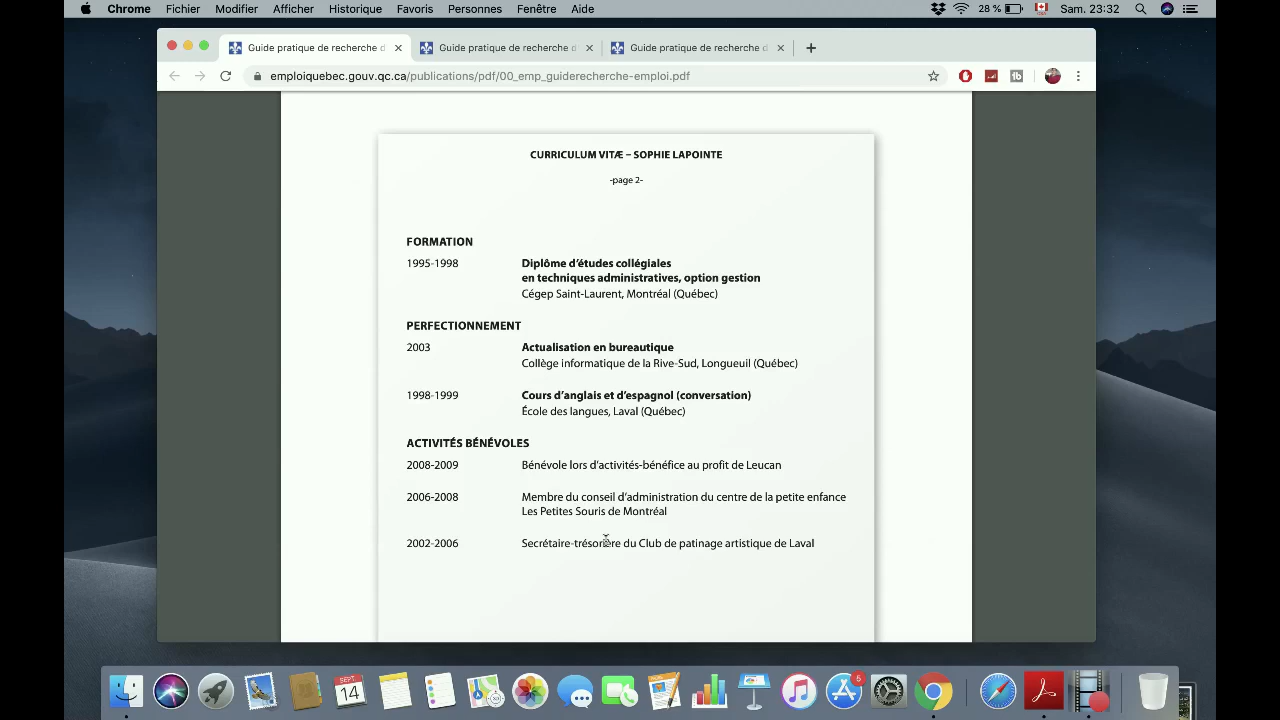 Chrome Fichier Modifier Afficher Historique Favoris Personnes Fenêtre Aide 28 % Sam. 23:32
Guide pratique de recherche d Guide pratique de recherche d Guide pratique de recherche d
emploiquebec.gouv.qc.ca/publications/pdf/00_emp_guiderecherche-emploi.pdf
CURRICULUM VITÆ – SOPHIE LAPOINTE
-page 2-
FORMATION
1995-1998 Diplôme d'études collégiales
en techniques administratives, option gestion
Cégep Saint-Laurent, Montréal (Québec)
PERFECTIONNEMENT
2003 Actualisation en bureautique
Collège informatique de la Rive-Sud, Longueuil (Québec)
1998-1999 Cours d'anglais et d'espagnol (conversation)
École des langues, Laval (Québec)
ACTIVITÉS BÉNÉVOLES
2008-2009 Bénévole lors d'activités-bénéfice au profit de Leucan
2006-2008 Membre du conseil d'administration du centre de la petite enfance
Les Petites Souris de Montréal
2002-2006 Secrétaire-trésorière du Club de patinage artistique de Laval
SEPT.
14
5